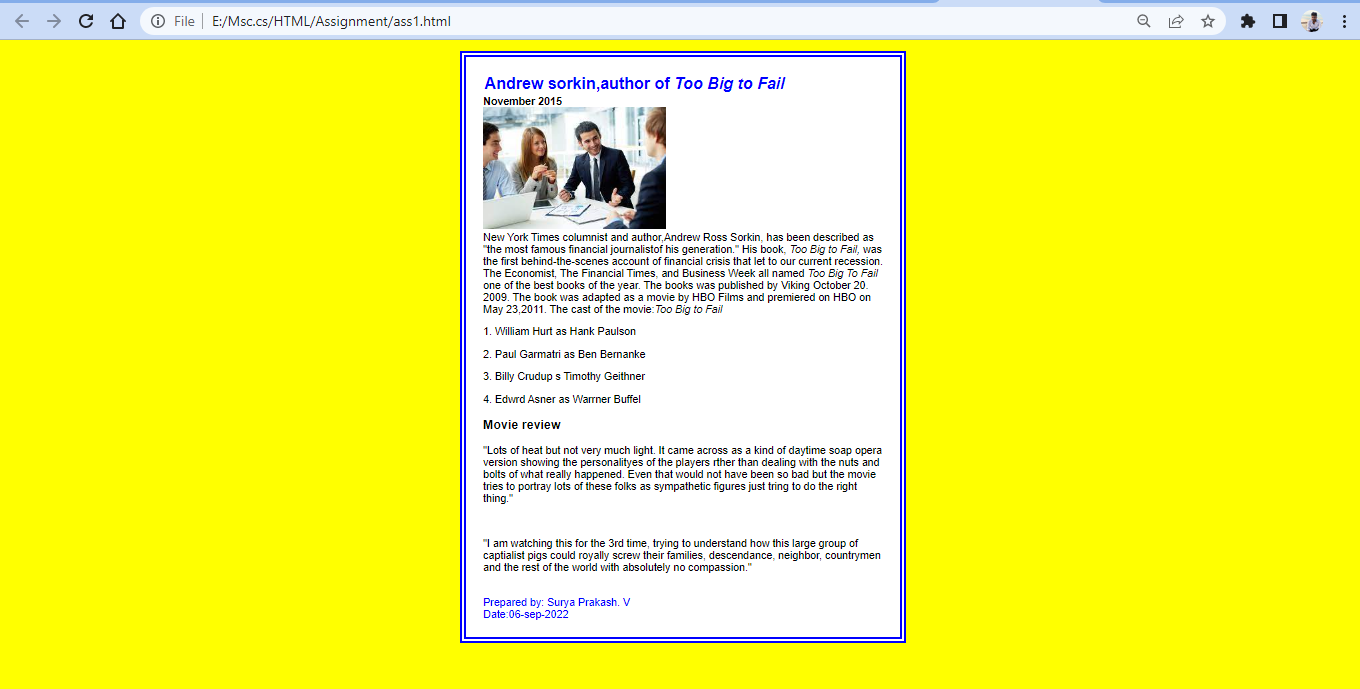 File | E:/Msc.cs/HTML/Assignment/ass1.html
Andrew sorkin,author of Too Big to Fail
November 2015
New York Times columnist and author,Andrew Ross Sorkin, has been described as
"the most famous financial journalistof his generation." His book, Too Big to Fail, was
the first behind-the-scenes account of financial crisis that let to our current recession.
The Economist, The Financial Times, and Business Week all named Too Big To Fail
one of the best books of the year. The books was published by Viking October 20.
2009. The book was adapted as a movie by HBO Films and premiered on HBO on
May 23,2011. The cast of the movie:Too Big to Fail
1. William Hurt as Hank Paulson
2. Paul Garmatri as Ben Bernanke
3. Billy Crudup s Timothy Geithner
4. Edwrd Asner as Warrner Buffel
Movie review
"Lots of heat but not very much light. It came across as a kind of daytime soap opera
version showing the personalityes of the players rther than dealing with the nuts and
bolts of what really happened. Even that would not have been so bad but the movie
tries to portray lots of these folks as sympathetic figures just tring to do the right
thing."
"I am watching this for the 3rd time, trying to understand how this large group of
captialist pigs could royally screw their families, descendance, neighbor, countrymen
and the rest of the world with absolutely no compassion."
Prepared by: Surya Prakash. V
Date:06-sep-2022